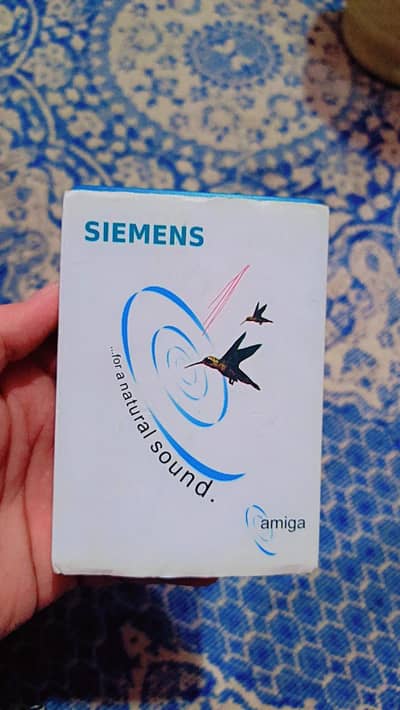 SIEMENS
...for a natural sound.
amiga